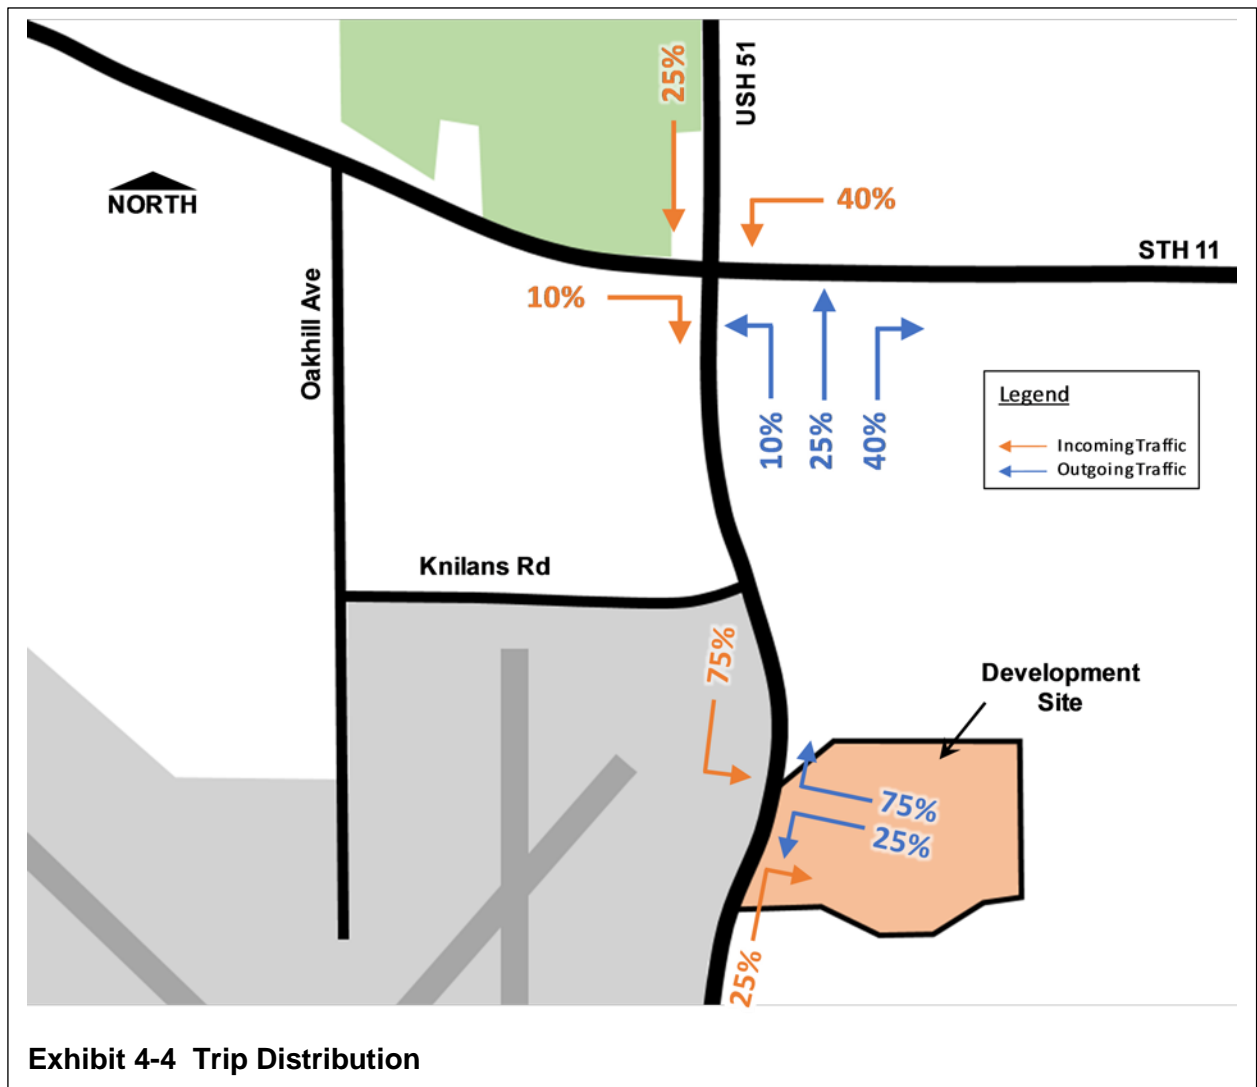 25%
USH 51
NORTH
40%
STH 11
10%
Oakhill Ave
10%
25%
40%
Legend
Incoming Traffic
Outgoing Traffic
Knilans Rd
75%
Development
Site
75%
25%
25%
Exhibit 4-4 Trip Distribution